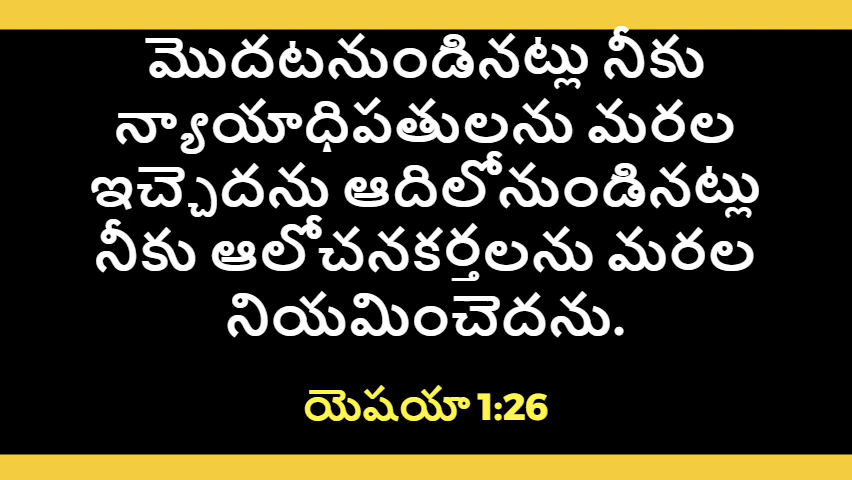 మొదటనుండినట్లు నీకు
న్యాయాధిపతులను మరల
ఇచ్చెదను ఆదిలోనుండినట్లు
నీకు ఆలోచనకర్తలను మరల
నియమించెదను.
యెషయా 1:26